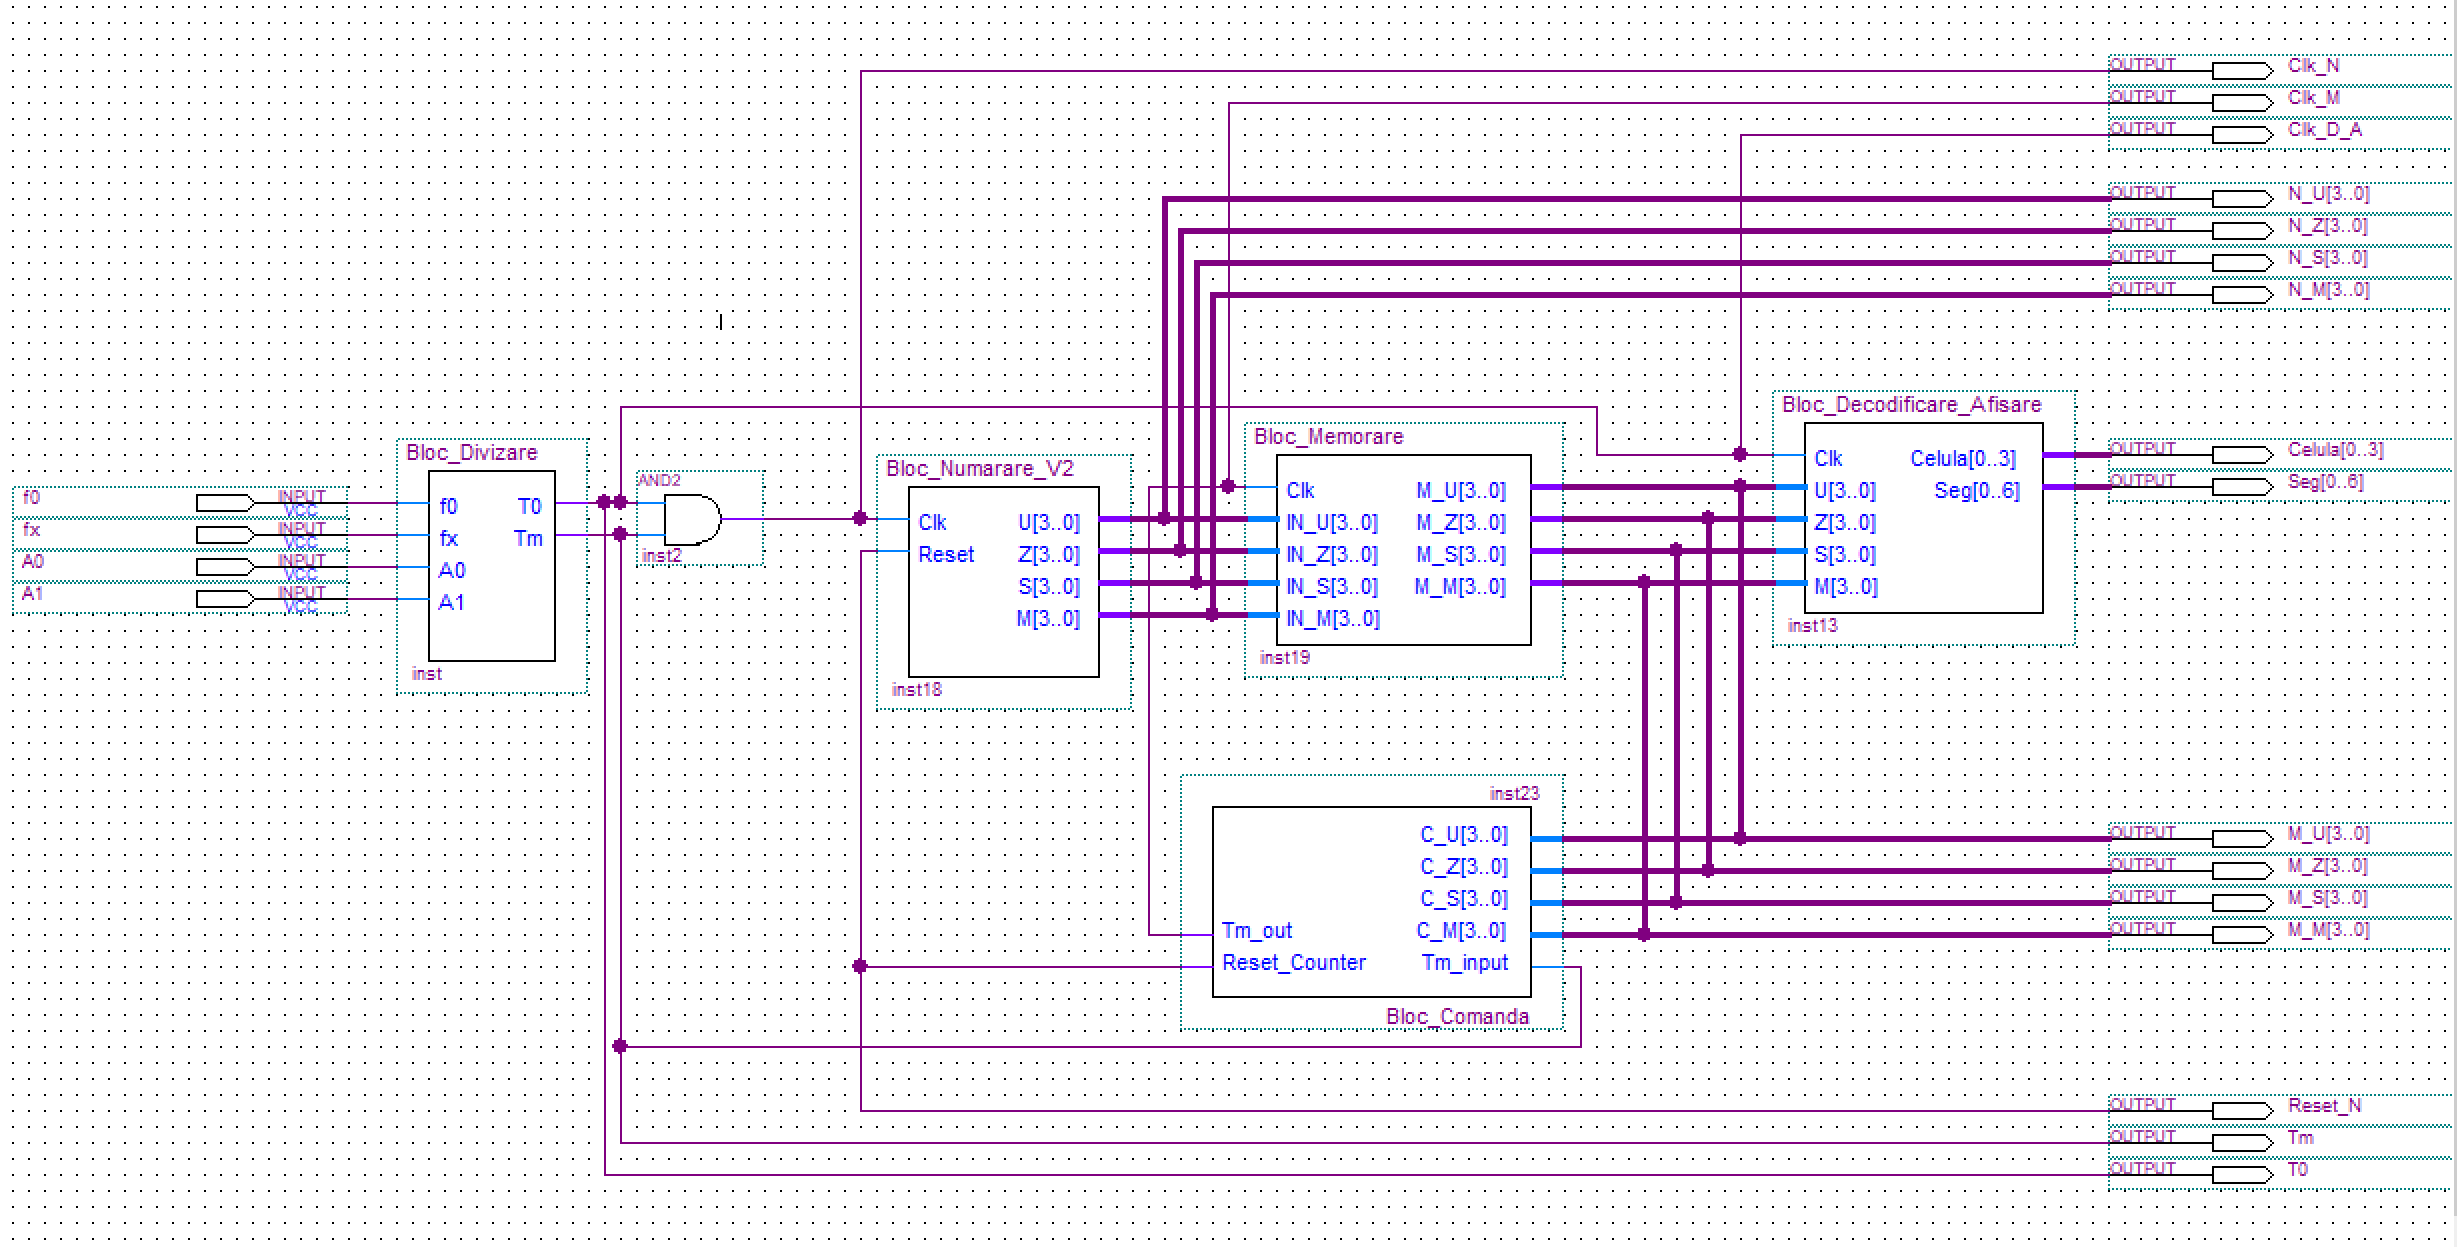 OUTPUT Clk_N
OUTPUT Clk_M
OUTPUT Clk_D_A
OUTPUT N_U[3..0]
OUTPUT N_Z[3..0]
OUTPUT N_S[3..0]
OUTPUT N_M[3..0]
f0 INPUT VCC
fx INPUT VCC
A0 INPUT VCC
A1 INPUT VCC
Bloc_Divizare
f0 T0
fx Tm
A0
A1
inst
AND2
inst2
Bloc_Numarare_V2
Clk U[3..0]
Reset Z[3..0]
S[3..0]
M[3..0]
inst18
Bloc_Memorare
Clk M_U[3..0]
IN_U[3..0] M_Z[3..0]
IN_Z[3..0] M_S[3..0]
IN_S[3..0] M_M[3..0]
IN_M[3..0]
inst19
Bloc_Decodificare_Afisare
Clk Celula[0..3]
U[3..0] Seg[0..6]
Z[3..0]
S[3..0]
M[3..0]
inst13
OUTPUT Celula[0..3]
OUTPUT Seg[0..6]
inst23
C_U[3..0]
C_Z[3..0]
C_S[3..0]
Tm_out C_M[3..0]
Reset_Counter Tm_input
Bloc_Comanda
OUTPUT M_U[3..0]
OUTPUT M_Z[3..0]
OUTPUT M_S[3..0]
OUTPUT M_M[3..0]
OUTPUT Reset_N
OUTPUT Tm
OUTPUT T0